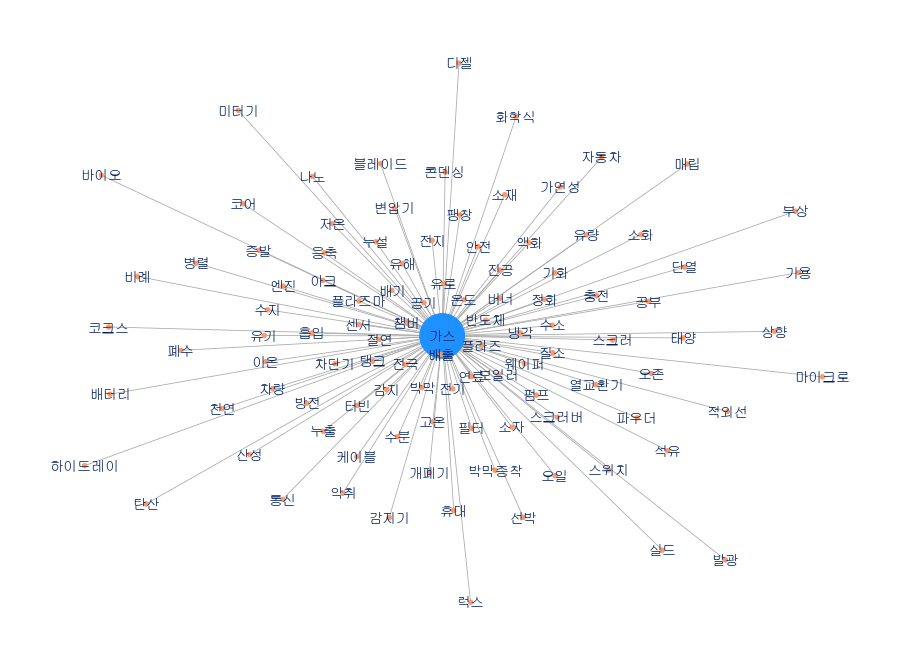 디젤
미터기
화학식
자동차
블레이드
매립
콘덴싱
바이오
나노
가연성
소재
코어
변압기
부상
팽창
저온
유량
소화
누설
전지
안전
액화
증발
응축
병렬
유해
진공
단열
가화
가용
바례
아크
엔진
유로
배기
플라즈마
온도
버너
정화
충전
공부
공기
수지
반도체
챔버
센서
수소
코크스
흡입
냉각
상향
유기
가스
태양
절연
스크러
플라즈
폐수
배출
질소
이온
차단기
탱크
전극
웨이퍼
오존
연료
보일러
마이크로
열교환기
차량
감지
박막
전기
배터리
펌프
방전
터빈
천연
적외선
스크러버
파우더
고온
필터
소자
누출
수분
석유
산성
케이블
하이드레이
개폐기
박막증착
스위치
오일
악취
통신
탄산
휴대
감지기
선박
실드
발광
럭스